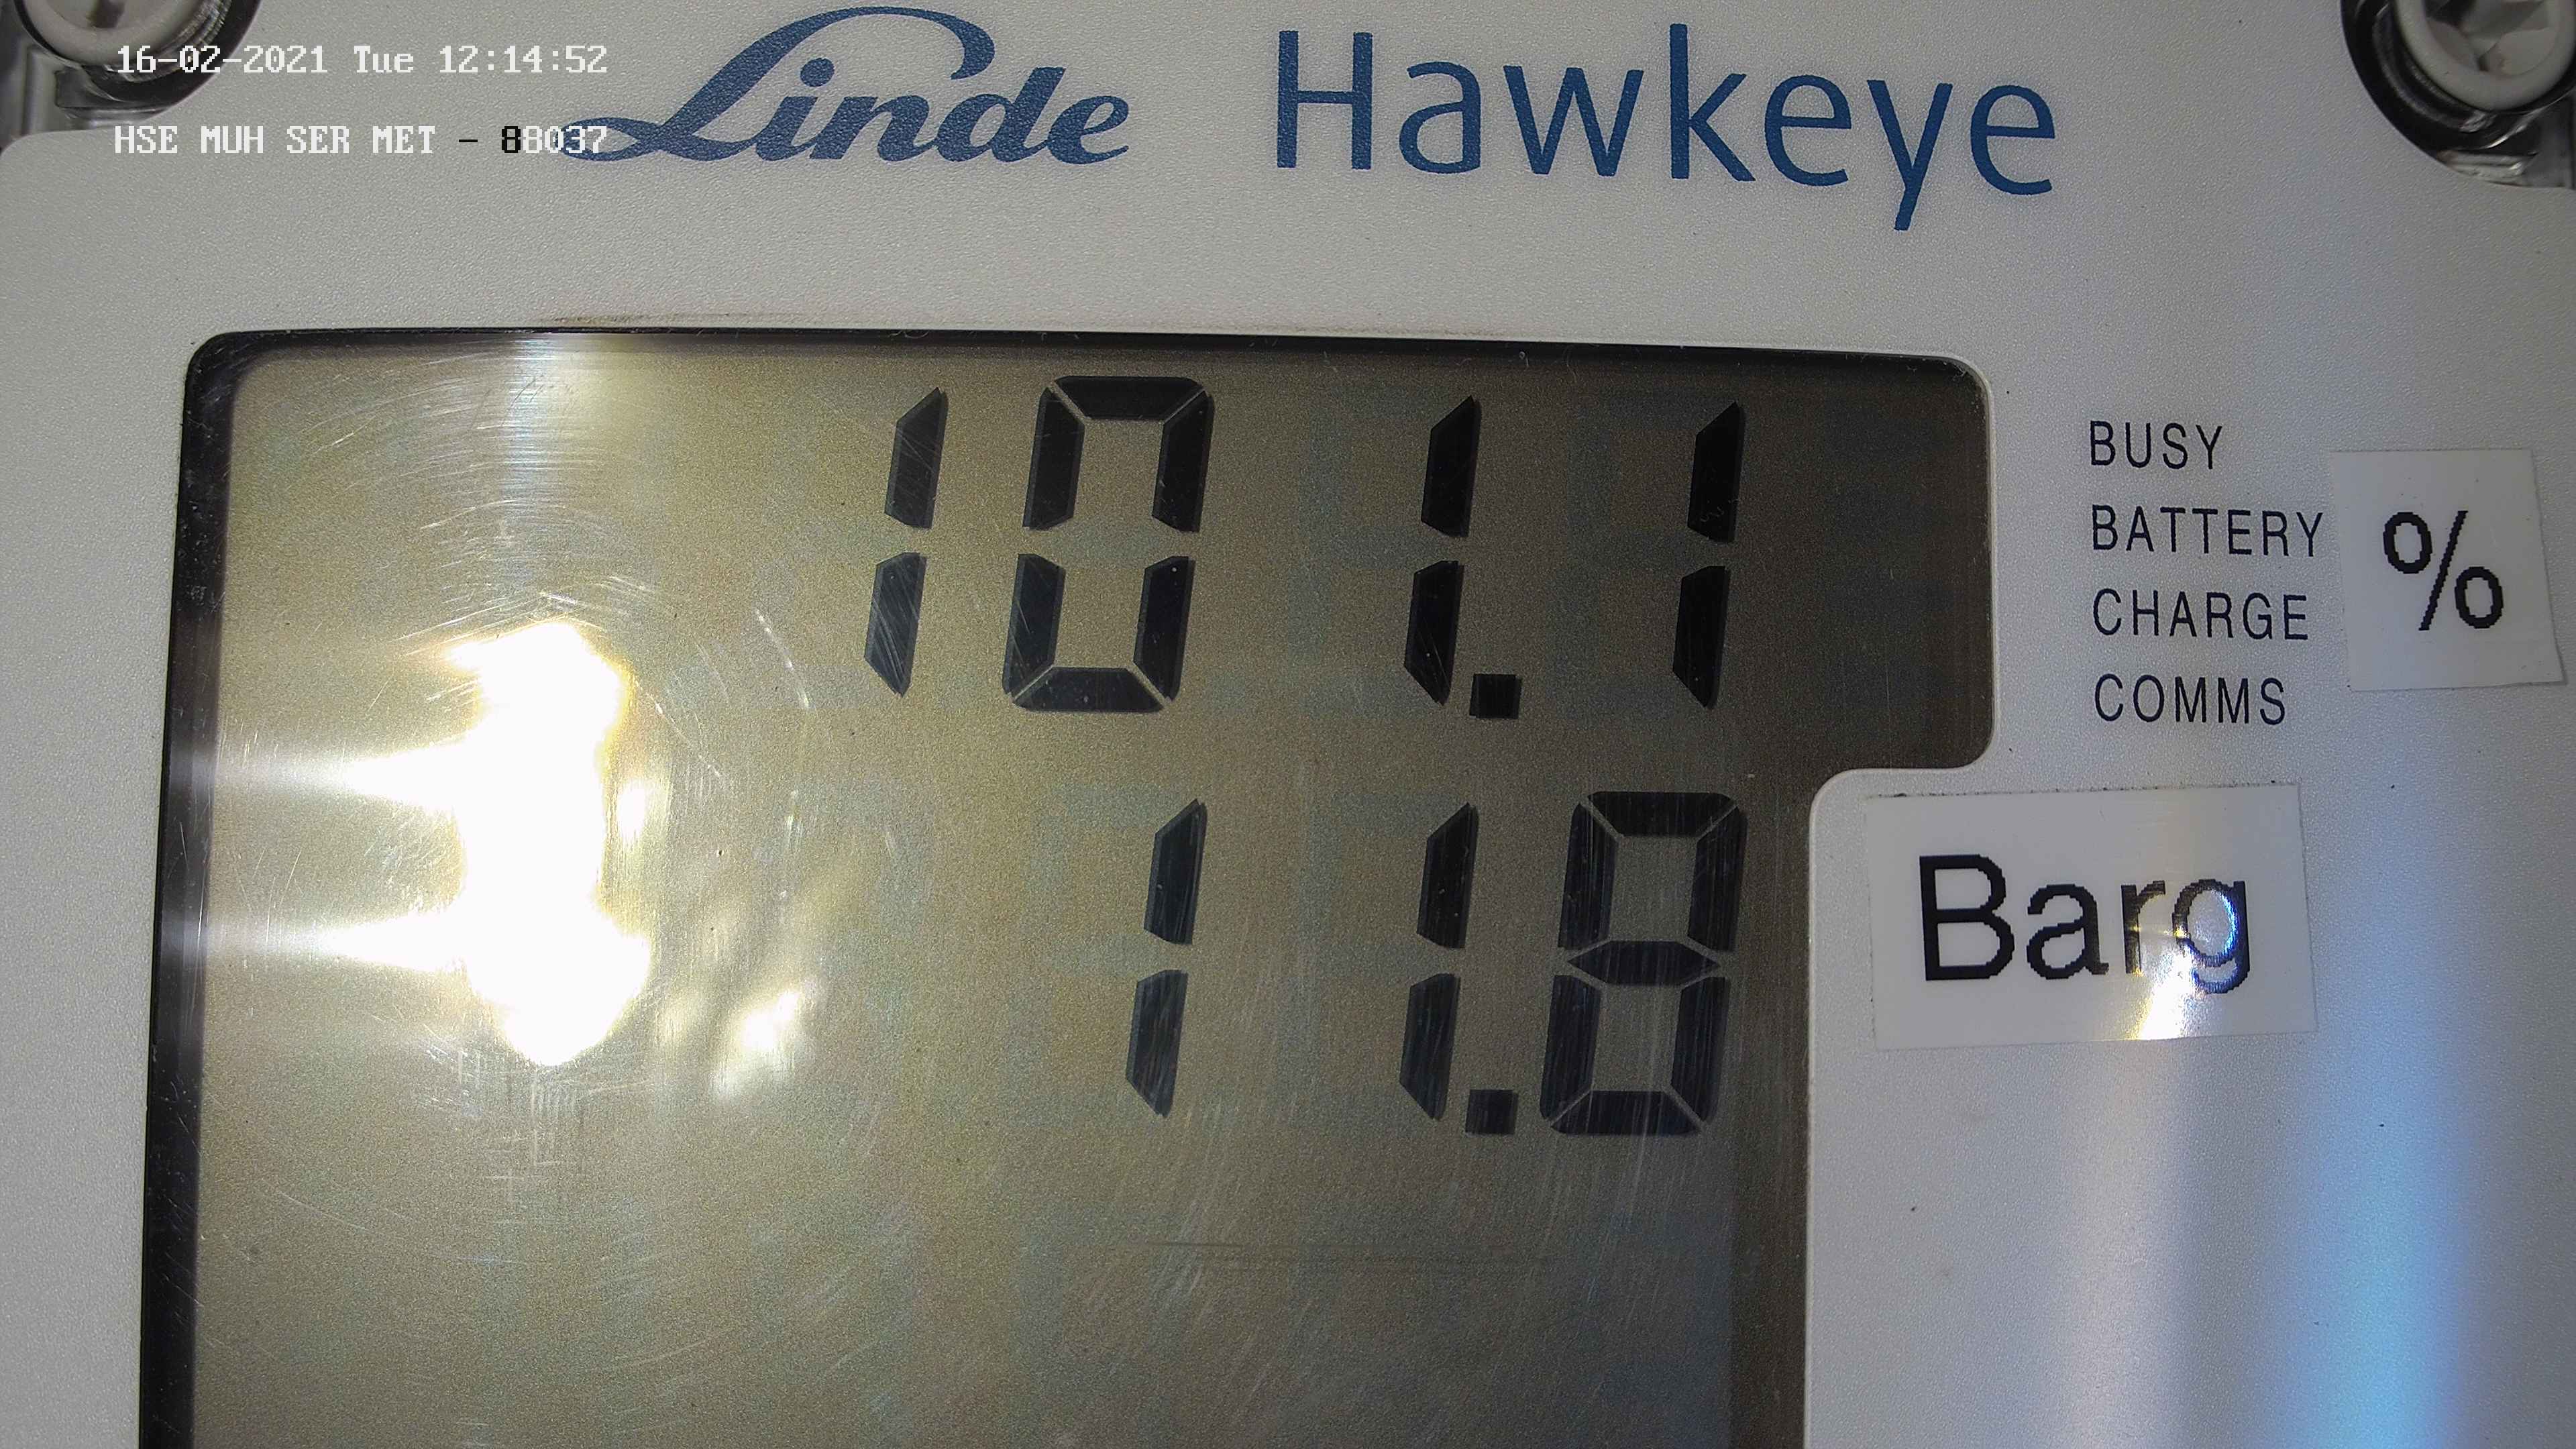 16-02-2021 Tue 12:14:52
HSE MUH SER MET - 88037
Linde Hawkeye
101.1
BUSY
BATTERY
CHARGE
COMMS
%
11.8
Barg